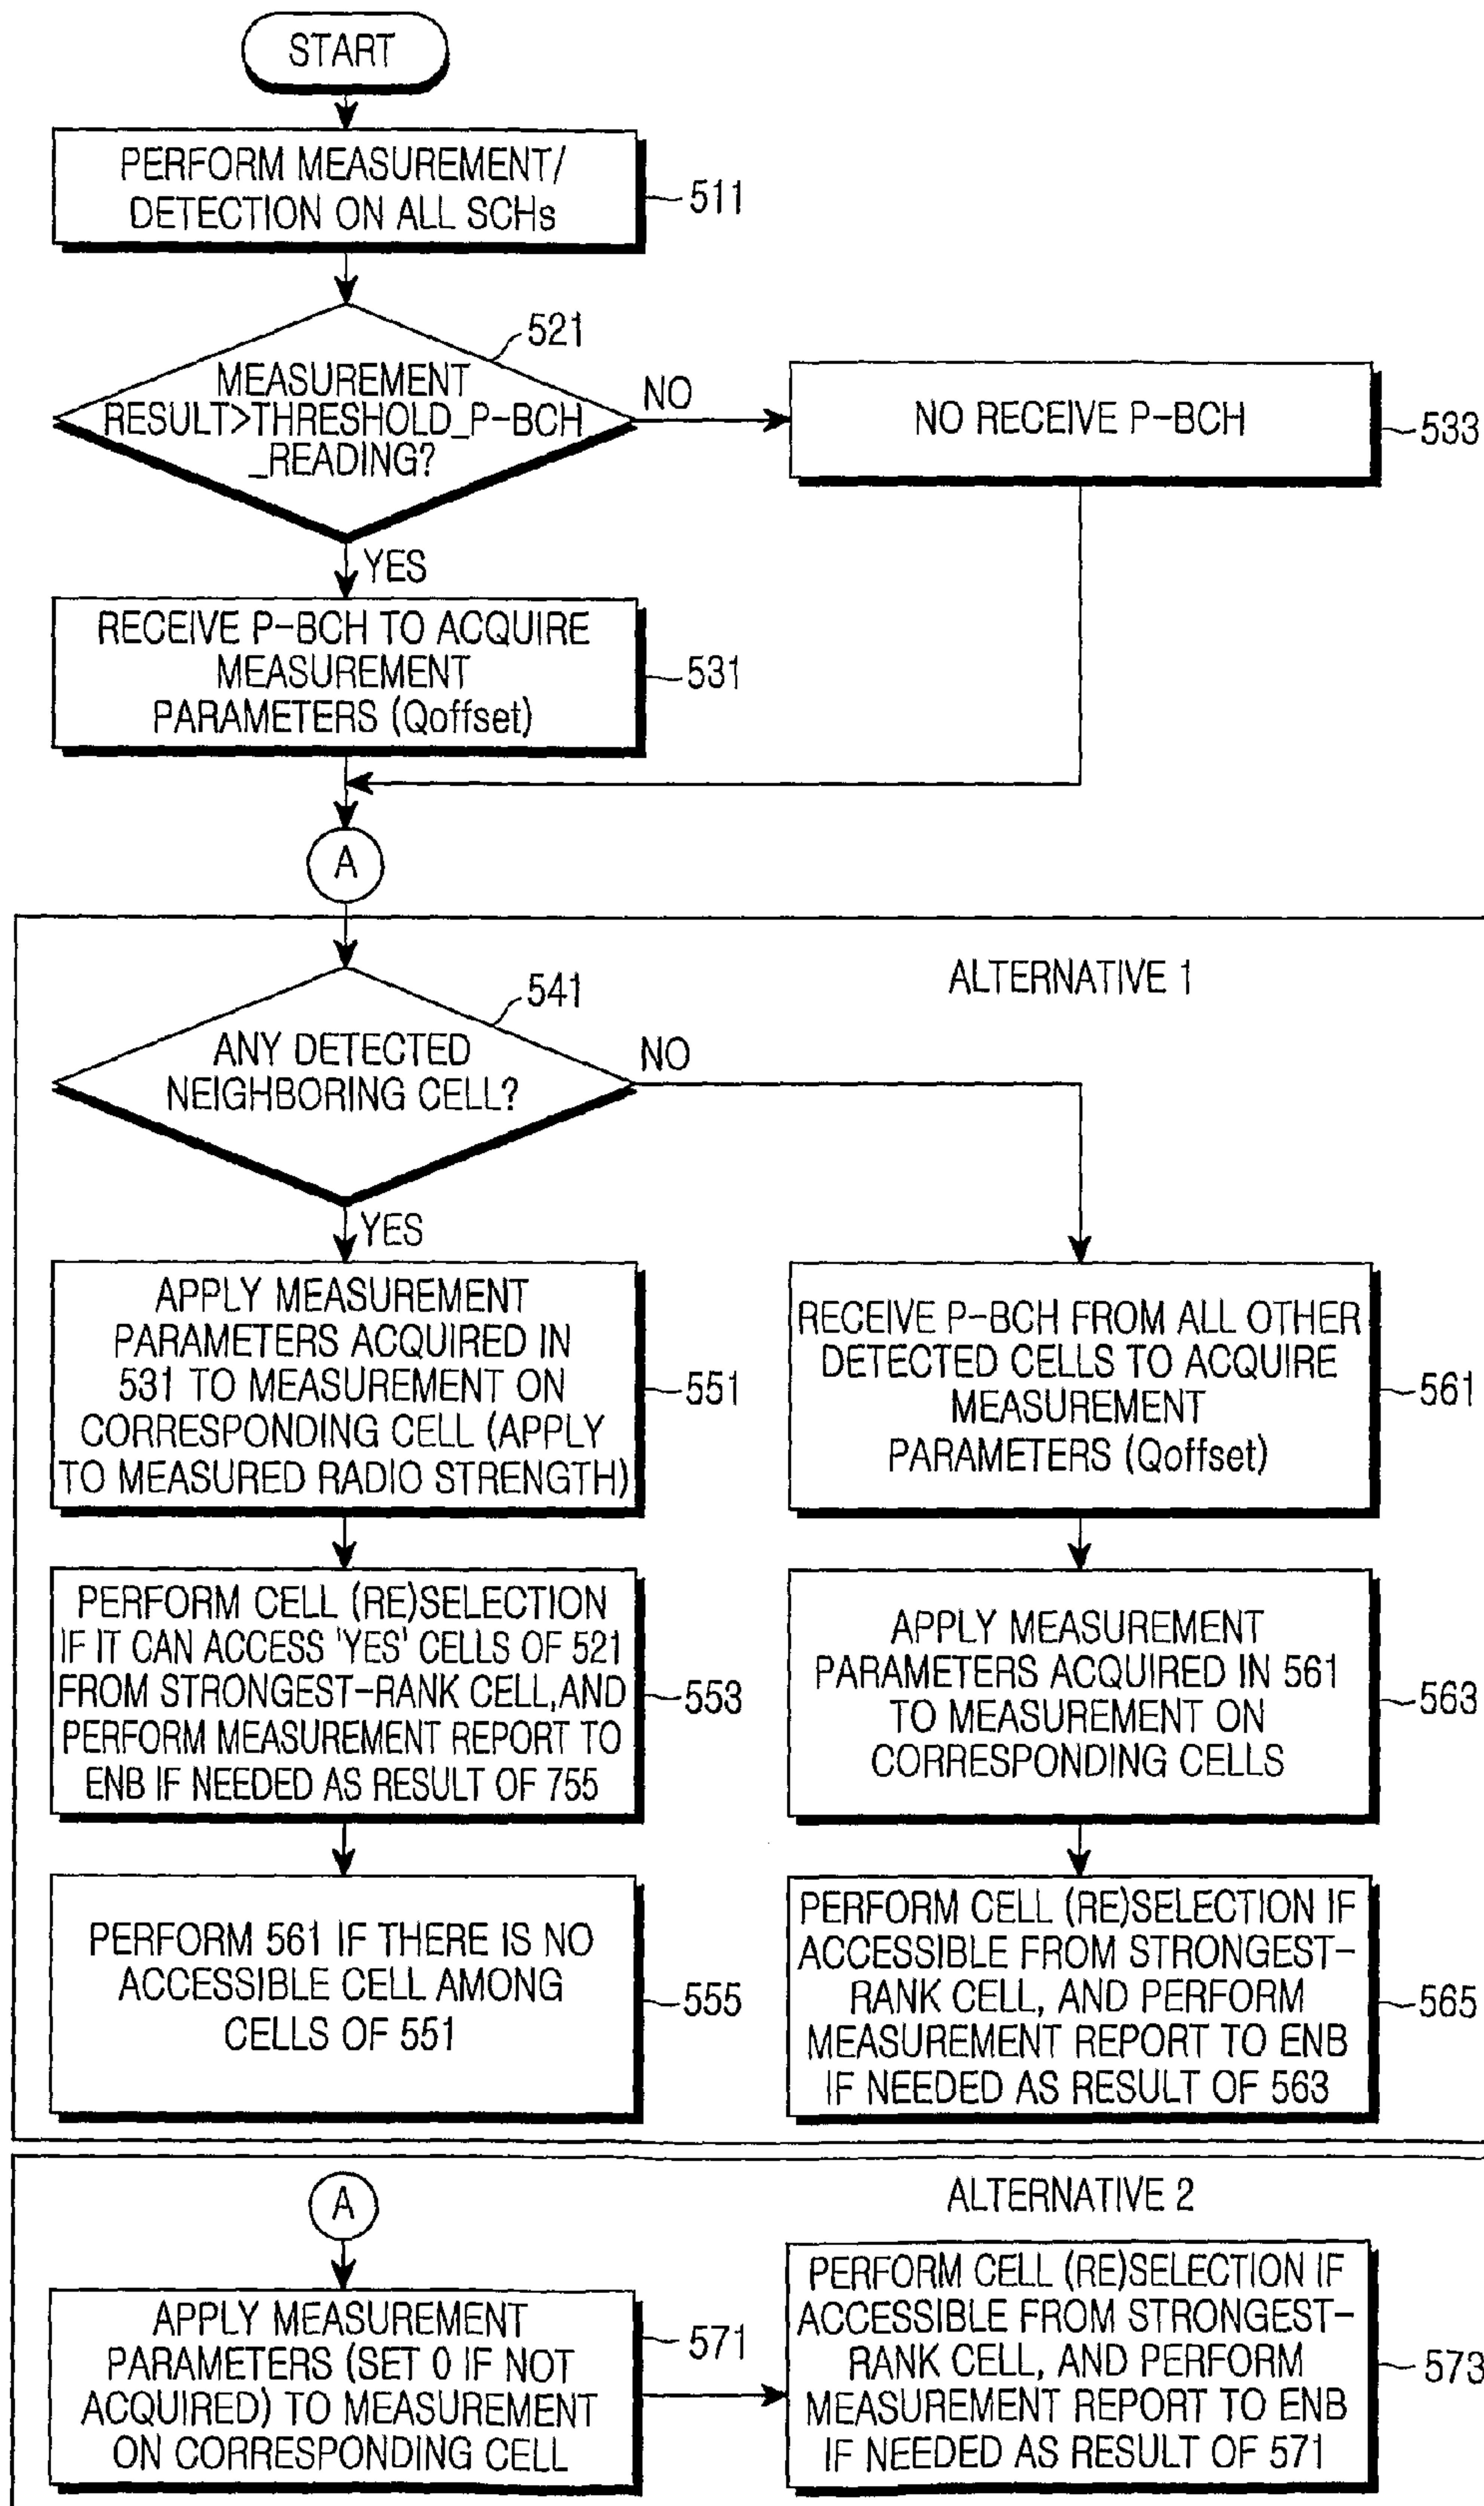 START
PERFORM MEASUREMENT/
DETECTION ON ALL SCHs
511
521
MEASUREMENT
RESULT>THRESHOLD_P-BCH
_READING?
NO
NO RECEIVE P-BCH
533
YES
RECEIVE P-BCH TO ACQUIRE
MEASUREMENT
PARAMETERS (Qoffset)
531
A
ALTERNATIVE 1
541
ANY DETECTED
NEIGHBORING CELL?
NO
YES
APPLY MEASUREMENT
PARAMETERS ACQUIRED IN
531 TO MEASUREMENT ON
CORRESPONDING CELL (APPLY
TO MEASURED RADIO STRENGTH)
551
RECEIVE P-BCH FROM ALL OTHER
DETECTED CELLS TO ACQUIRE
MEASUREMENT
PARAMETERS (Qoffset)
561
PERFORM CELL (RE)SELECTION
IF IT CAN ACCESS 'YES' CELLS OF 521
FROM STRONGEST-RANK CELL,AND
PERFORM MEASUREMENT REPORT TO
ENB IF NEEDED AS RESULT OF 755
553
APPLY MEASUREMENT
PARAMETERS ACQUIRED IN 561
TO MEASUREMENT ON
CORRESPONDING CELLS
563
PERFORM 561 IF THERE IS NO
ACCESSIBLE CELL AMONG
CELLS OF 551
555
PERFORM CELL (RE)SELECTION IF
ACCESSIBLE FROM STRONGEST-
RANK CELL, AND PERFORM
MEASUREMENT REPORT TO ENB
IF NEEDED AS RESULT OF 563
565
A
ALTERNATIVE 2
APPLY MEASUREMENT
PARAMETERS (SET 0 IF NOT
ACQUIRED) TO MEASUREMENT
ON CORRESPONDING CELL
571
PERFORM CELL (RE)SELECTION IF
ACCESSIBLE FROM STRONGEST-
RANK CELL, AND PERFORM
MEASUREMENT REPORT TO ENB
IF NEEDED AS RESULT OF 571
573